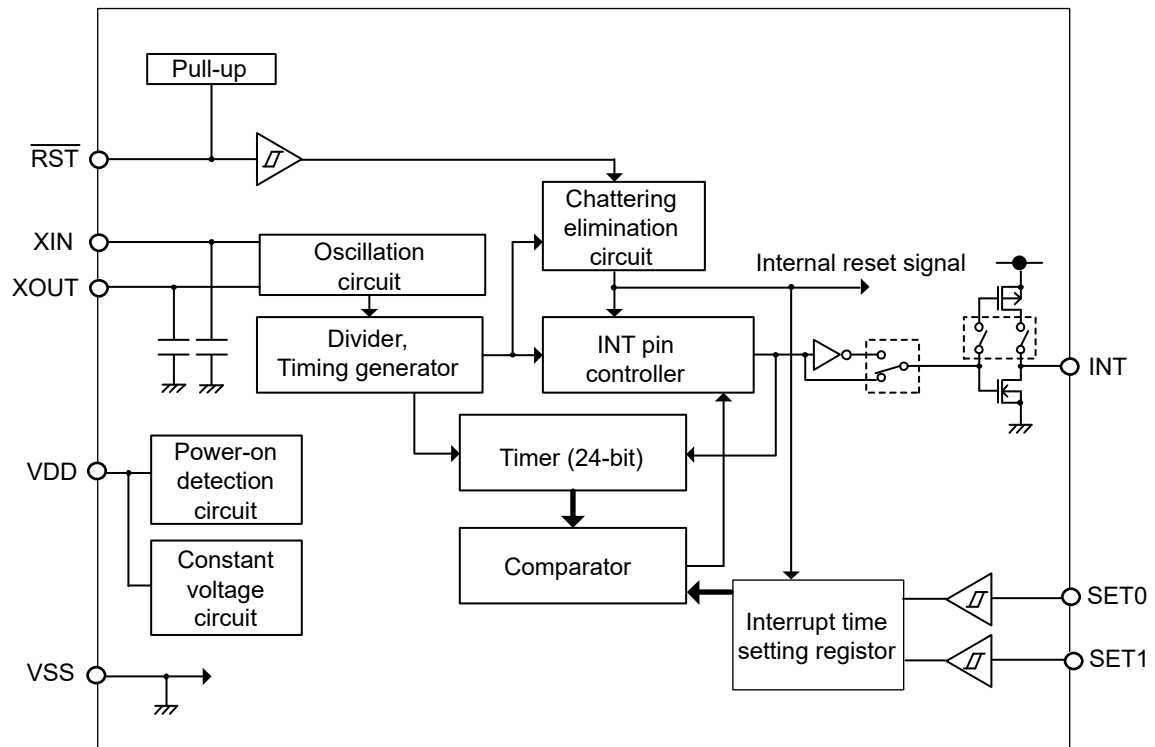 Pull-up
RST
Chattering
elimination
circuit
XIN
Oscillation
circuit
XOUT
Internal reset signal
Divider,
Timing generator
INT pin
controller
INT
Timer (24-bit)
VDD
Power-on
detection
circuit
Comparator
Constant
voltage
circuit
SET0
Interrupt time
setting registor
SET1
VSS